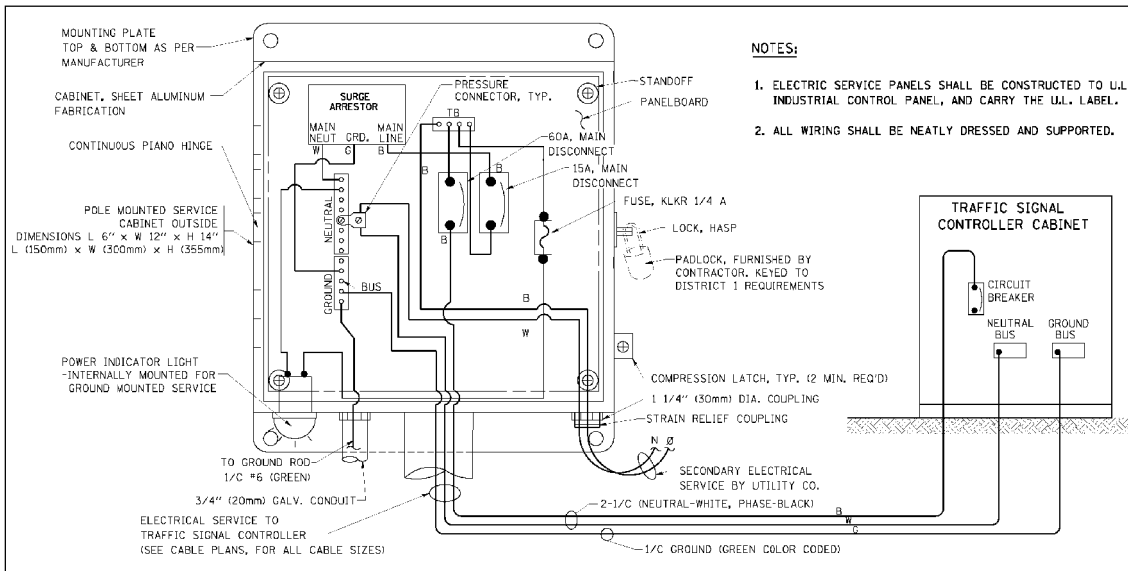 MOUNTING PLATE
TOP & BOTTOM AS PER
MANUFACTURER
CABINET, SHEET ALUMINUM
FABRICATION
CONTINUOUS PIANO HINGE
POLE MOUNTED SERVICE
CABINET OUTSIDE
DIMENSIONS L 6" x W 12" x H 14"
L (150mm) x W (300mm) x H (355mm)
POWER INDICATOR LIGHT
-INTERNALLY MOUNTED FOR
GROUND MOUNTED SERVICE
SURGE
ARRESTOR
MAIN
NEUT
GRD.
MAIN
LINE
W
G
B
PRESSURE
CONNECTOR, TYP.
TB
NEUTRAL
GROUND
BUS
B
B
B
B
W
STANDOFF
PANELBOARD
60A, MAIN
DISCONNECT
15A, MAIN
DISCONNECT
FUSE, KLKR 1/4 A
LOCK, HASP
PADLOCK, FURNISHED BY
CONTRACTOR. KEYED TO
DISTRICT 1 REQUIREMENTS
COMPRESSION LATCH, TYP. (2 MIN. REQ'D)
1 1/4" (30mm) DIA. COUPLING
STRAIN RELIEF COUPLING
N Ø
SECONDARY ELECTRICAL
SERVICE BY UTILITY CO.
TO GROUND ROD
1/C #6 (GREEN)
3/4" (20mm) GALV. CONDUIT
ELECTRICAL SERVICE TO
TRAFFIC SIGNAL CONTROLLER
(SEE CABLE PLANS, FOR ALL CABLE SIZES)
2-1/C (NEUTRAL-WHITE, PHASE-BLACK)
B
W
G
1/C GROUND (GREEN COLOR CODED)
NOTES:
1. ELECTRIC SERVICE PANELS SHALL BE CONSTRUCTED TO U.L
INDUSTRIAL CONTROL PANEL, AND CARRY THE U.L. LABEL.
2. ALL WIRING SHALL BE NEATLY DRESSED AND SUPPORTED.
TRAFFIC SIGNAL
CONTROLLER CABINET
CIRCUIT
BREAKER
NEUTRAL
BUS
GROUND
BUS